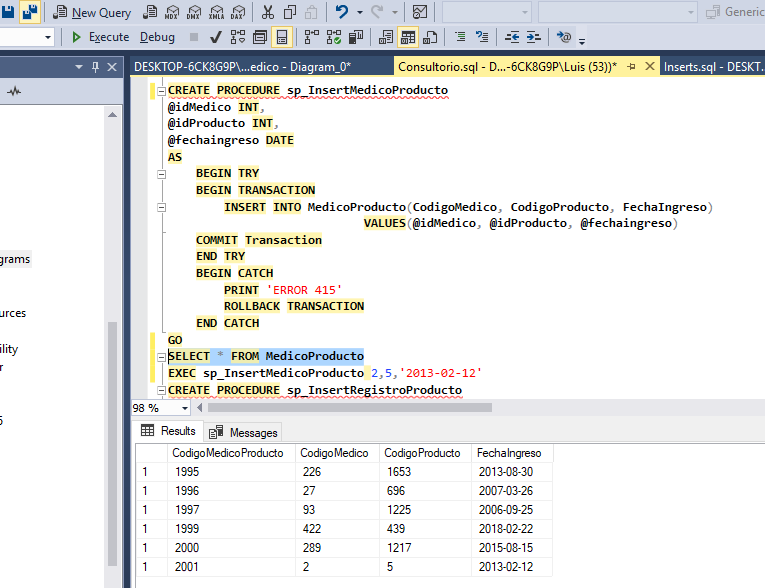 New Query MDX DMX XMLA DAX Generic
Execute Debug
DESKTOP-6CK8G9P\...edico - Diagram_0* Consultorio.sql - D...-6CK8G9P\Luis (53))* Inserts.sql - DESKT...
CREATE PROCEDURE sp_InsertMedicoProducto
@idMedico INT,
@idProducto INT,
@fechaingreso DATE
AS
BEGIN TRY
BEGIN TRANSACTION
INSERT INTO MedicoProducto(CodigoMedico, CodigoProducto, FechaIngreso)
VALUES(@idMedico, @idProducto, @fechaingreso)
COMMIT Transaction
END TRY
BEGIN CATCH
PRINT 'ERROR 415'
ROLLBACK TRANSACTION
END CATCH
GO
SELECT * FROM MedicoProducto
EXEC sp_InsertMedicoProducto 2,5,'2013-02-12'
CREATE PROCEDURE sp_InsertRegistroProducto
grams
urces
ility
r
98 %
Results Messages
CodigoMedicoProducto CodigoMedico CodigoProducto FechaIngreso
1 1995 226 1653 2013-08-30
1 1996 27 696 2007-03-26
1 1997 93 1225 2006-09-25
1 1999 422 439 2018-02-22
1 2000 289 1217 2015-08-15
1 2001 2 5 2013-02-12